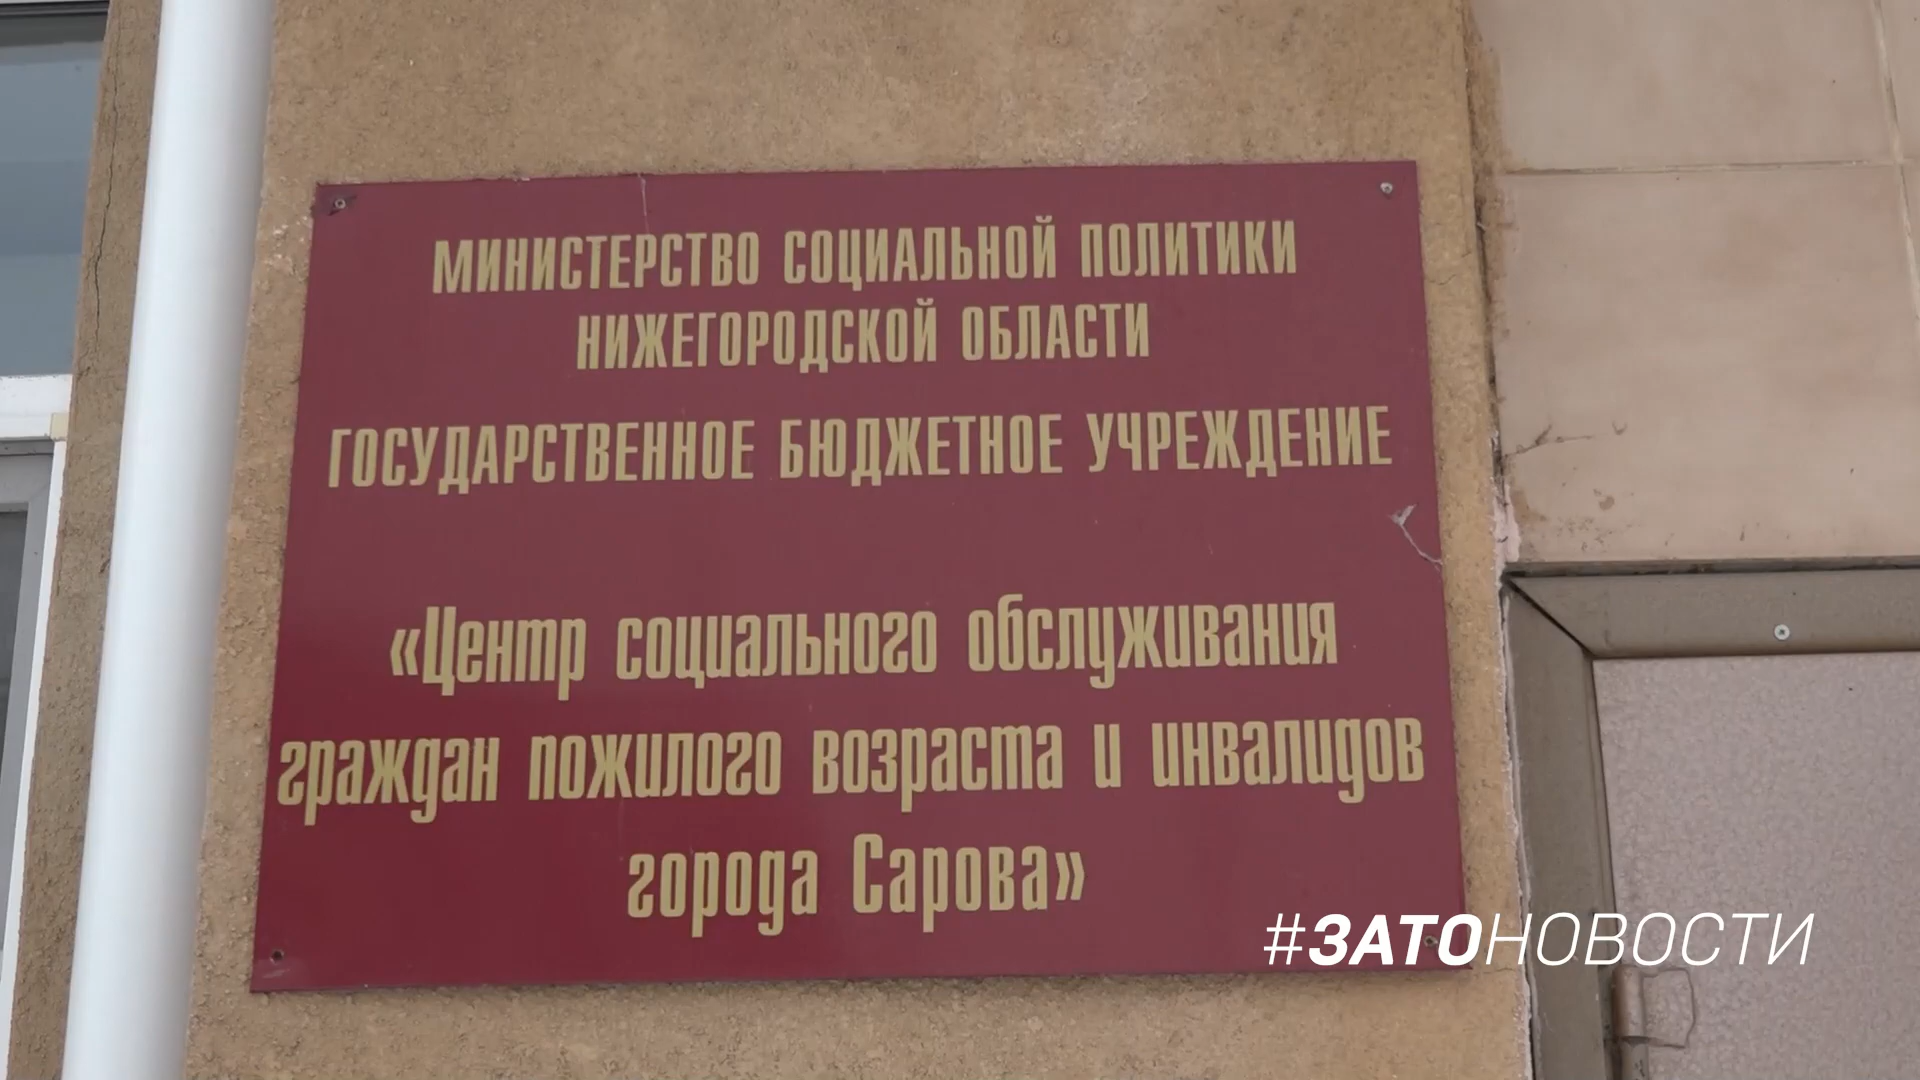 МИНИСТЕРСТВО СОЦИАЛЬНОЙ ПОЛИТИКИ
НИЖЕГОРОДСКОЙ ОБЛАСТИ
ГОСУДАРСТВЕННОЕ БЮДЖЕТНОЕ УЧРЕЖДЕНИЕ
«Центр социального обслуживания
граждан пожилого возраста и инвалидов
города Сарова»
#ЗАТОНОВОСТИ